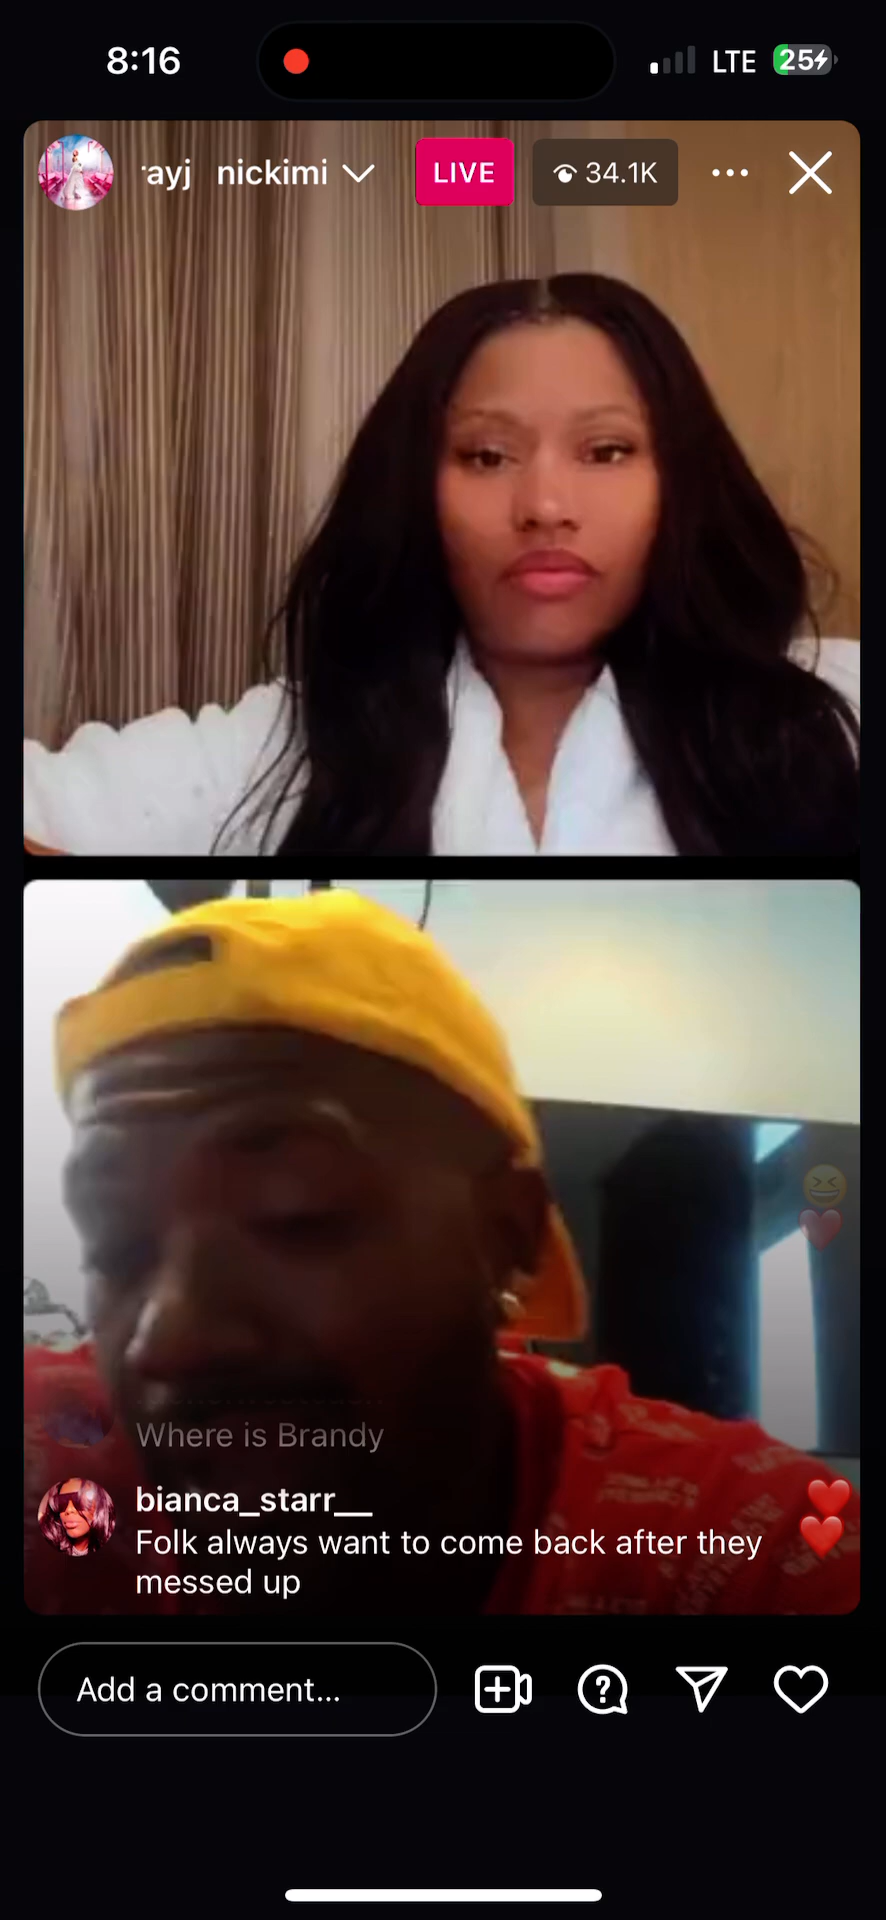 8:16
LTE
25
ayj nickimi
LIVE
34.1K
Where is Brandy
bianca_starr__
Folk always want to come back after they
messed up
Add a comment...